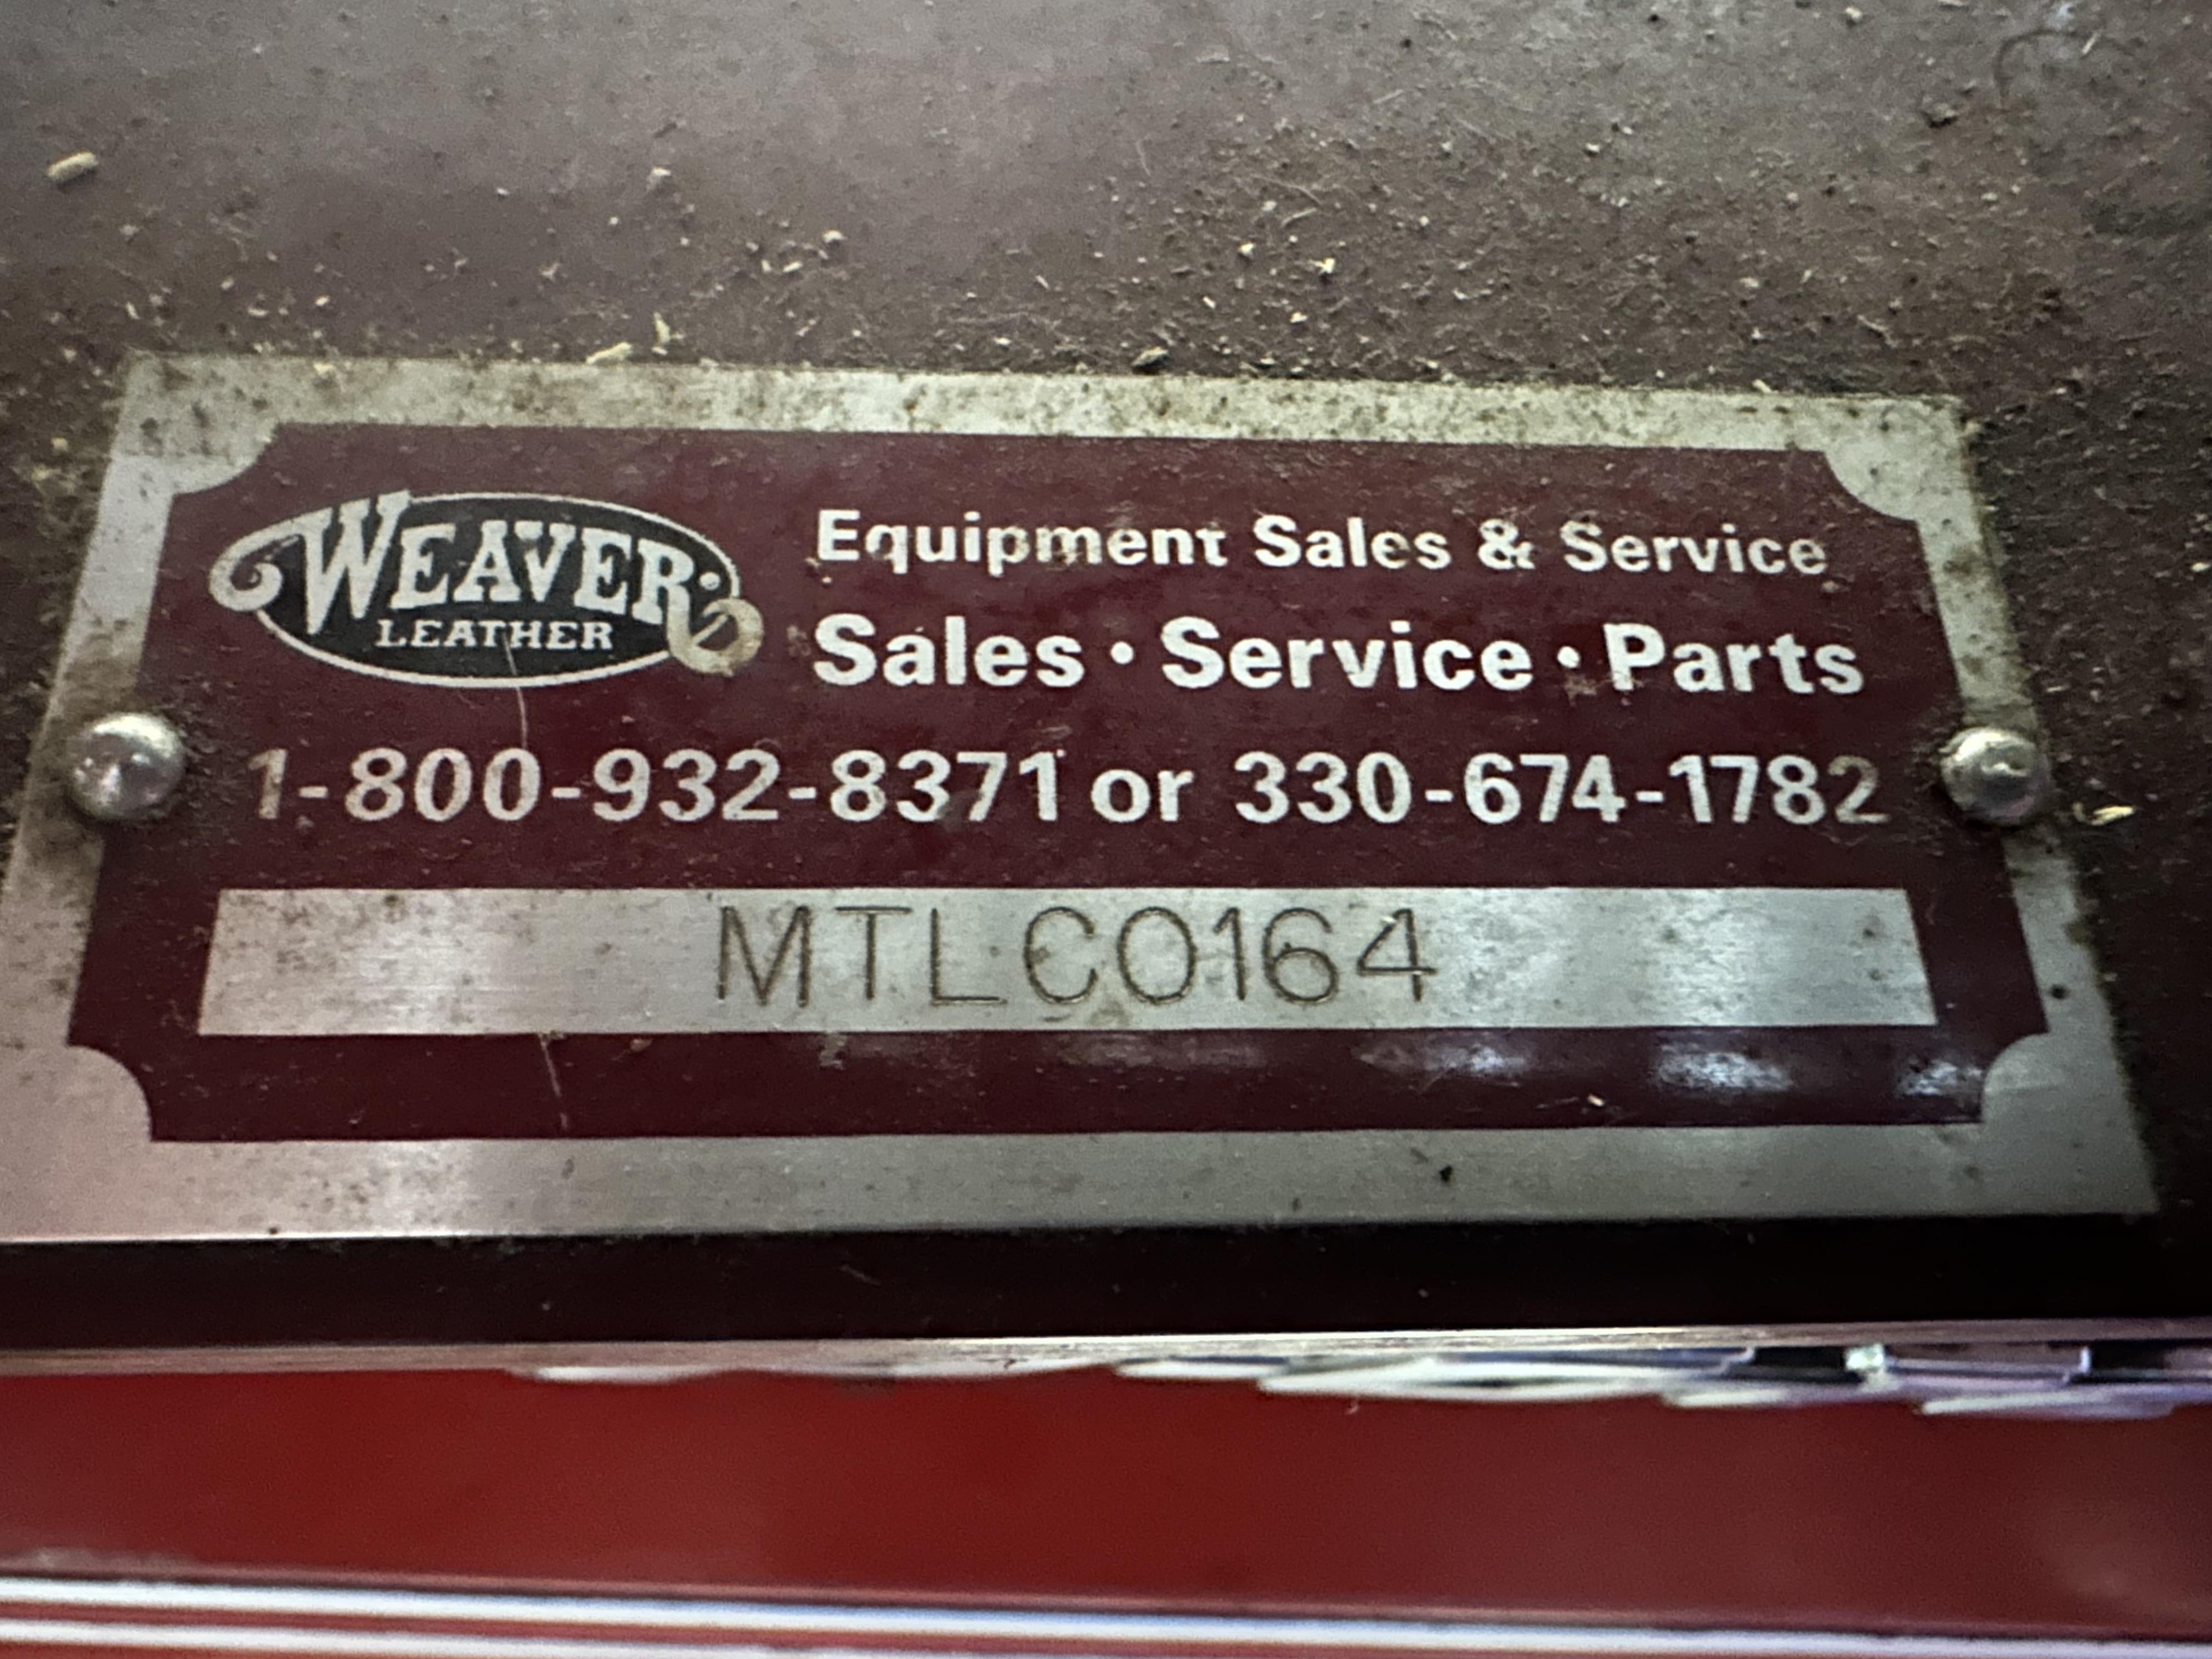 WEAVER
LEATHER
Equipment Sales & Service
Sales • Service • Parts
1-800-932-8371 or 330-674-1782
MTLC0164